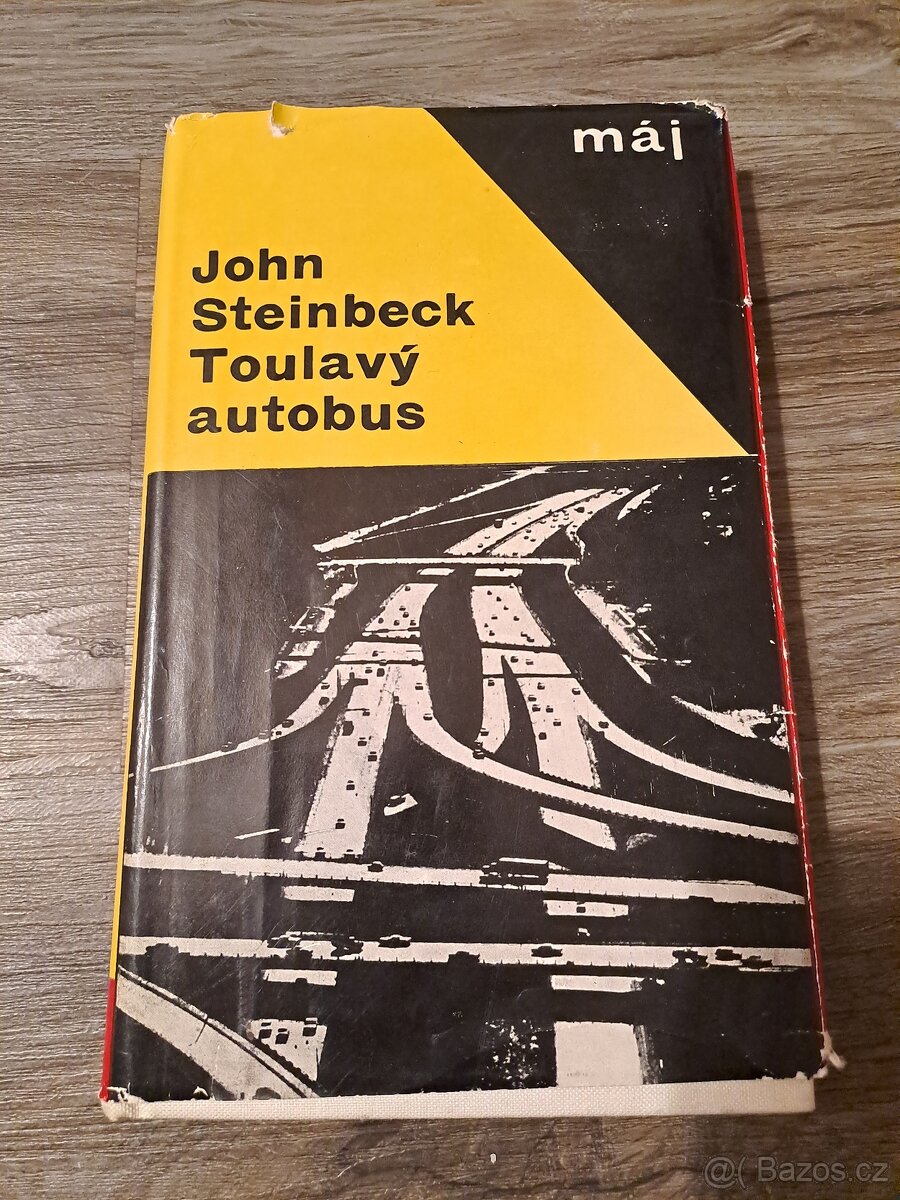 máj
John
Steinbeck
Toulavý
autobus
@( Bazos.cz